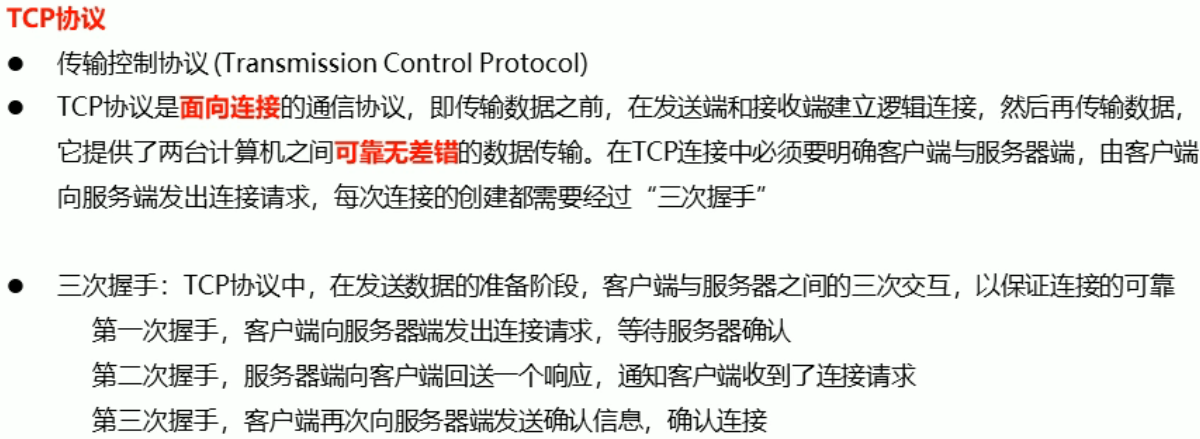 TCP协议
● 传输控制协议 (Transmission Control Protocol)
● TCP协议是面向连接的通信协议，即传输数据之前，在发送端和接收端建立逻辑连接，然后再传输数据，
它提供了两台计算机之间可靠无差错的数据传输。在TCP连接中必须要明确客户端与服务器端，由客户端
向服务端发出连接请求，每次连接的创建都需要经过“三次握手”
● 三次握手：TCP协议中，在发送数据的准备阶段，客户端与服务器之间的三次交互，以保证连接的可靠
第一次握手，客户端向服务器端发出连接请求，等待服务器确认
第二次握手，服务器端向客户端回送一个响应，通知客户端收到了连接请求
第三次握手，客户端再次向服务器端发送确认信息，确认连接